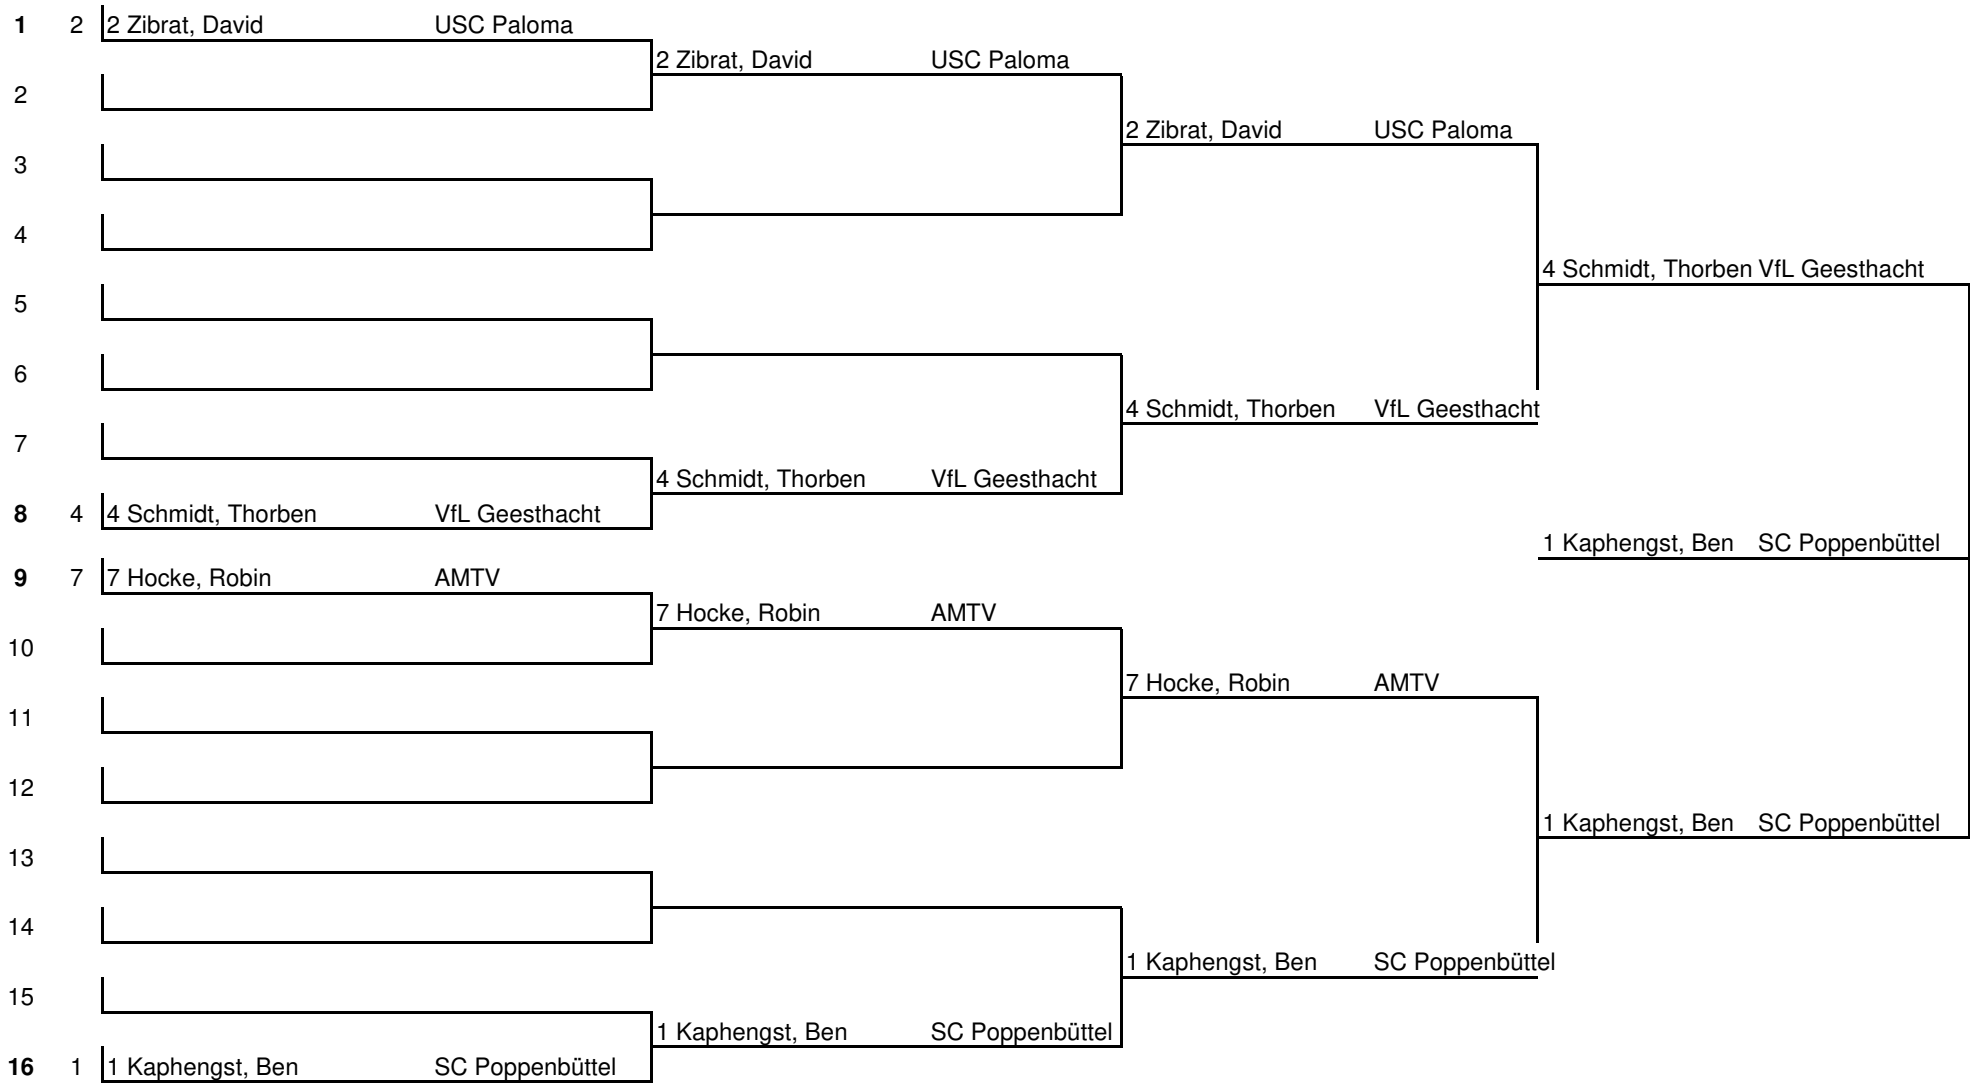 1 2 2 Zibrat, David USC Paloma
2 Zibrat, David USC Paloma
2
2 Zibrat, David USC Paloma
3
4
4 Schmidt, Thorben VfL Geesthacht
5
6
4 Schmidt, Thorben VfL Geesthacht
7
4 Schmidt, Thorben VfL Geesthacht
8 4 4 Schmidt, Thorben VfL Geesthacht
1 Kaphengst, Ben SC Poppenbüttel
9 7 7 Hocke, Robin AMTV
7 Hocke, Robin AMTV
10
7 Hocke, Robin AMTV
11
12
1 Kaphengst, Ben SC Poppenbüttel
13
14
1 Kaphengst, Ben SC Poppenbüttel
15
1 Kaphengst, Ben SC Poppenbüttel
16 1 1 Kaphengst, Ben SC Poppenbüttel